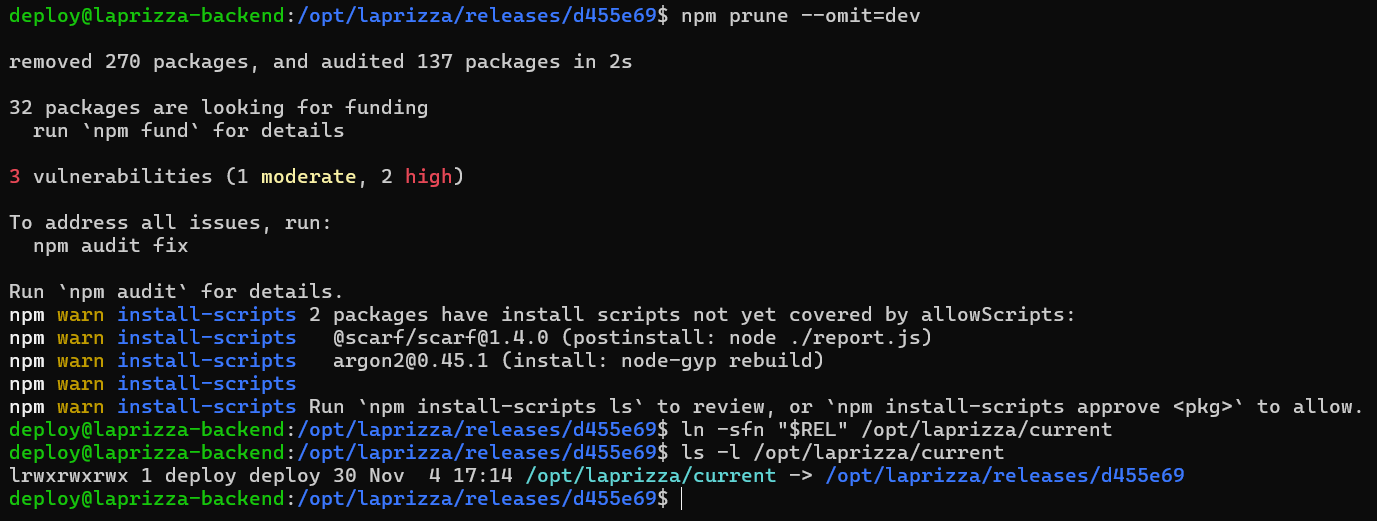 deploy@laprizza-backend:/opt/laprizza/releases/d455e69$ npm prune --omit=dev
removed 270 packages, and audited 137 packages in 2s
32 packages are looking for funding
  run `npm fund` for details
3 vulnerabilities (1 moderate, 2 high)
To address all issues, run:
  npm audit fix
Run `npm audit` for details.
npm warn install-scripts 2 packages have install scripts not yet covered by allowScripts:
npm warn install-scripts   @scarf/scarf@1.4.0 (postinstall: node ./report.js)
npm warn install-scripts   argon2@0.45.1 (install: node-gyp rebuild)
npm warn install-scripts
npm warn install-scripts Run `npm install-scripts ls` to review, or `npm install-scripts approve <pkg>` to allow.
deploy@laprizza-backend:/opt/laprizza/releases/d455e69$ ln -sfn "$REL" /opt/laprizza/current
deploy@laprizza-backend:/opt/laprizza/releases/d455e69$ ls -l /opt/laprizza/current
lrwxrwxrwx 1 deploy deploy 30 Nov  4 17:14 /opt/laprizza/current -> /opt/laprizza/releases/d455e69
deploy@laprizza-backend:/opt/laprizza/releases/d455e69$